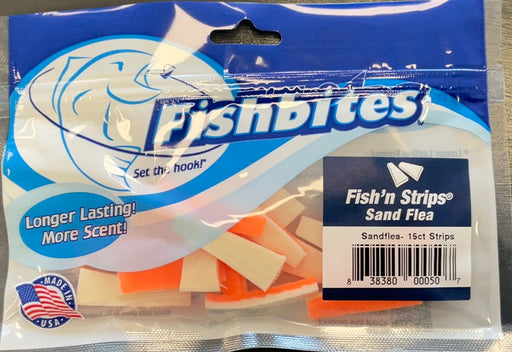 Fishbites
Set the hook!®
Longer Lasting!
More Scent!
MADE IN
U.S.A.
Fish'n Strips®
Sand Flea
Sandflea- 15ct Strips
8 38380 00050 7